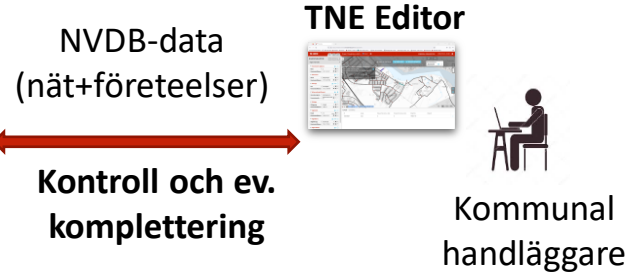 TNE Editor
NVDB-data
(nät+företeelser)
Kontroll och ev.
komplettering
Kommunal
handläggare